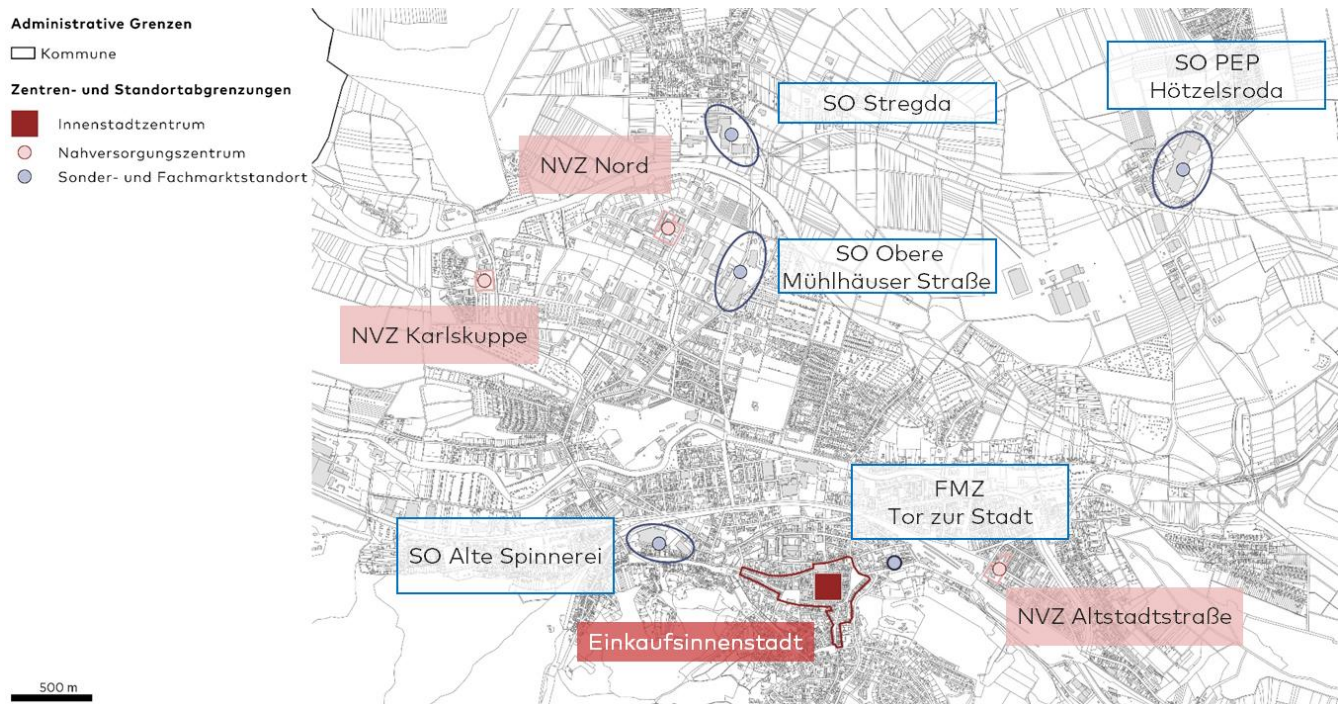 Administrative Grenzen
Kommune
Zentren- und Standortabgrenzungen
Innenstadtzentrum
Nahversorgungszentrum
Sonder- und Fachmarktstandort
SO PEP
Hötzelsroda
SO Stregda
NVZ Nord
SO Obere
Mühlhäuser Straße
NVZ Karlskuppe
FMZ
Tor zur Stadt
SO Alte Spinnerei
NVZ Altstadtstraße
Einkaufsinnenstadt
500 m